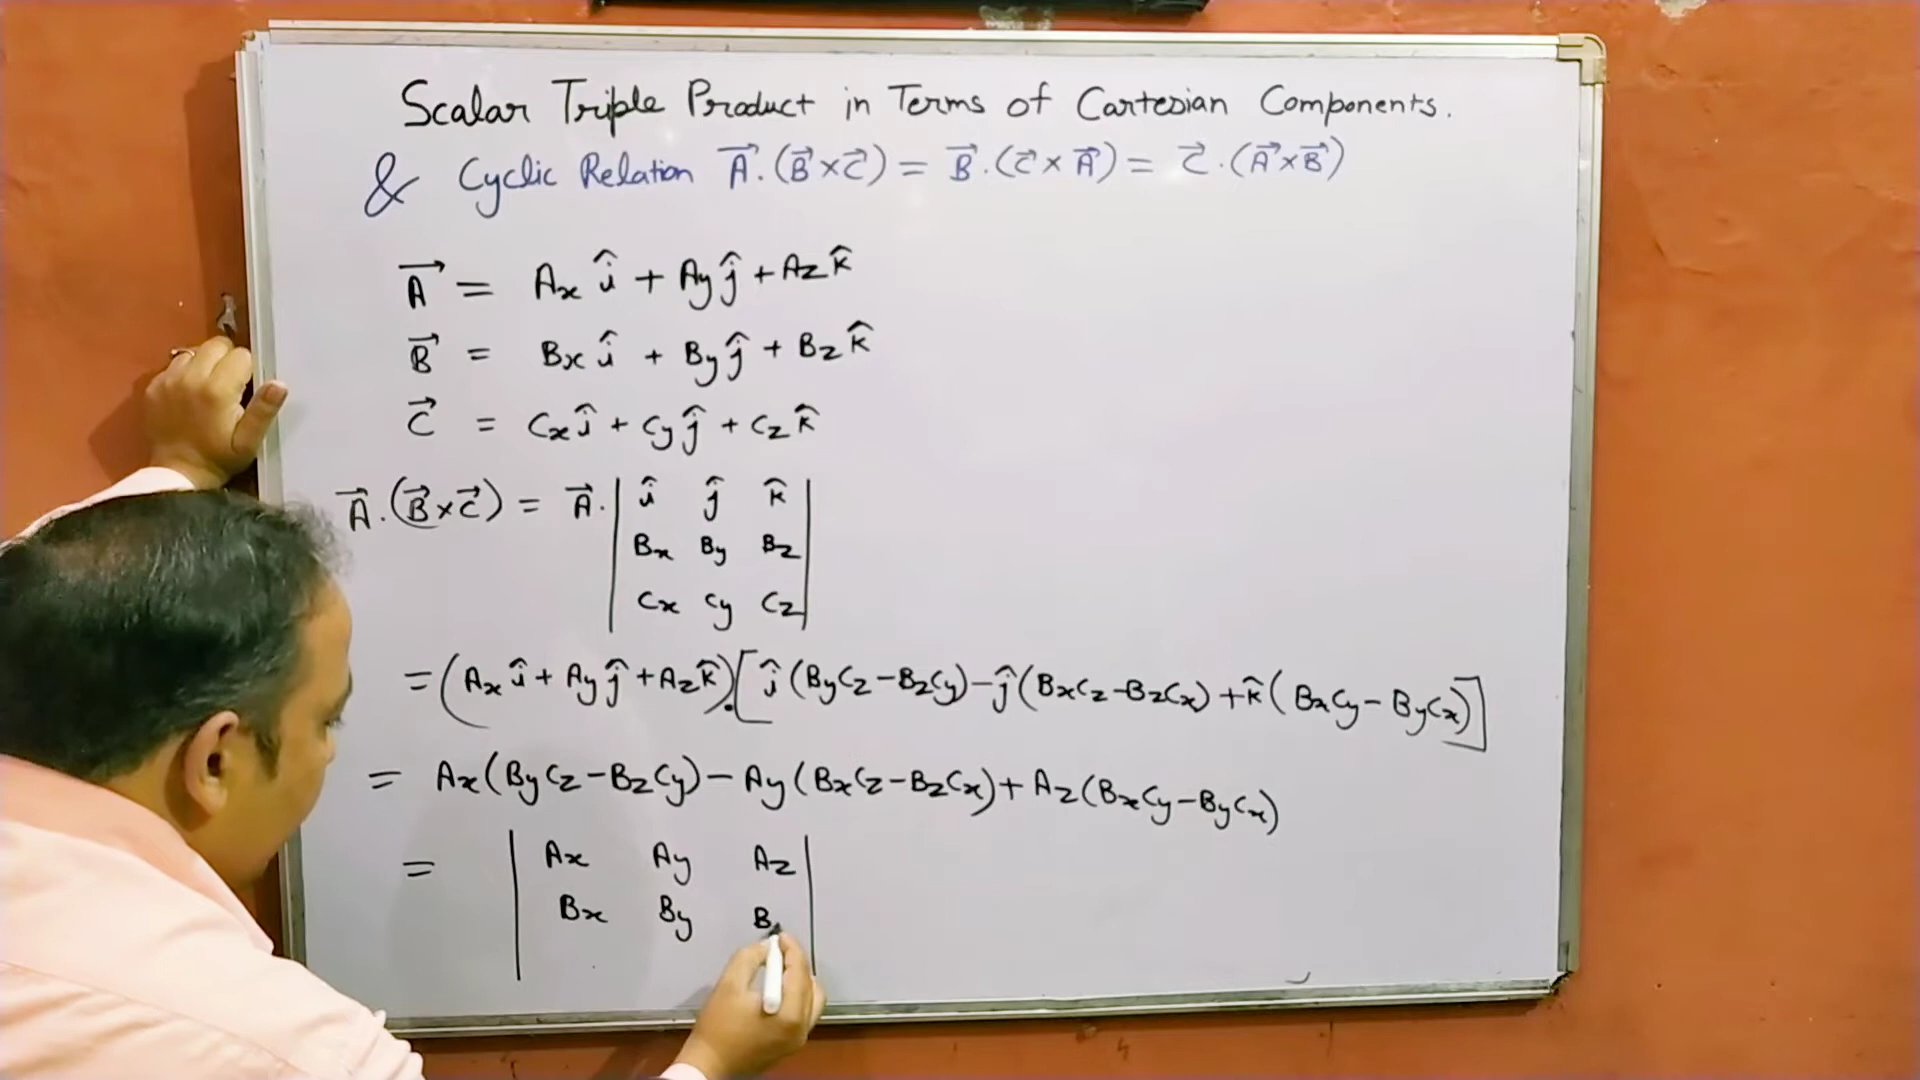 Scalar Triple Product in Terms of Cartesian Components.
& Cyclic Relation A⃗.(B⃗×C⃗) = B⃗.(C⃗×A⃗) = C⃗.(A⃗×B⃗)
A⃗ = Ax î + Ay ĵ + Az k̂
B⃗ = Bx î + By ĵ + Bz k̂
C⃗ = Cx î + Cy ĵ + Cz k̂
A⃗.(B⃗×C⃗) = A⃗. | î ĵ k̂ |
| Bx By Bz |
| Cx Cy Cz |
= (Ax î + Ay ĵ + Az k̂).[î (ByCz - BzCy) - ĵ (BxCz - BzCx) + k̂ (BxCy - ByCx)]
= Ax (ByCz - BzCy) - Ay (BxCz - BzCx) + Az (BxCy - ByCx)
= | Ax Ay Az |
| Bx By B |